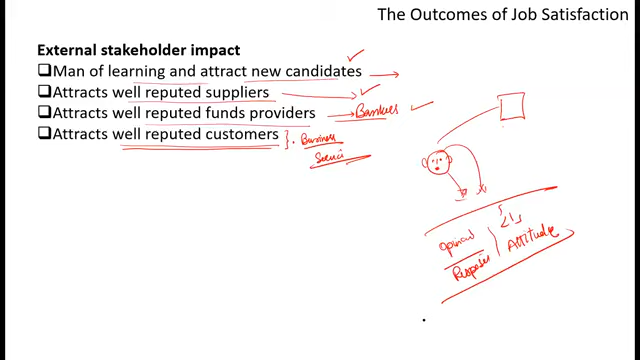 The Outcomes of Job Satisfaction
External stakeholder impact
Man of learning and attract new candidates
Attracts well reputed suppliers
Attracts well reputed funds providers
Bankers
Attracts well reputed customers
Business
Opinion
Attitude